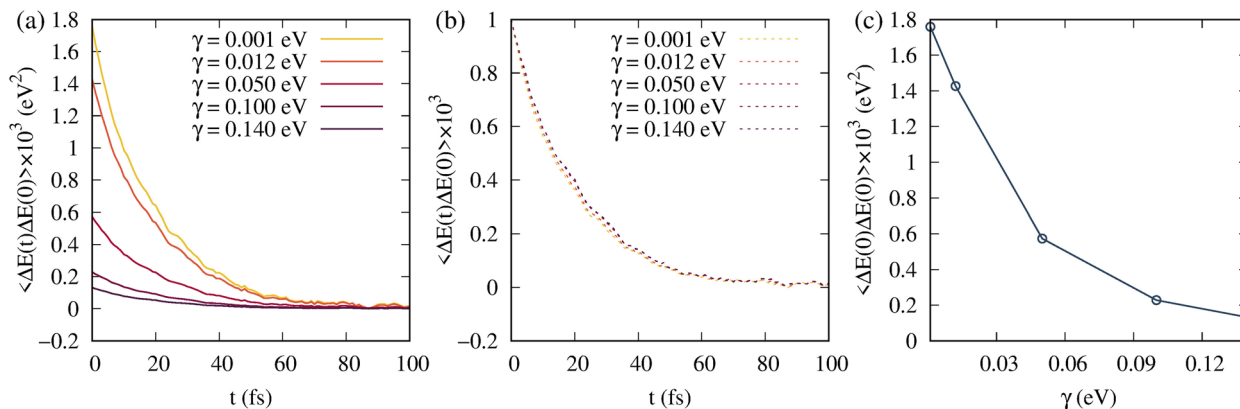 (a)
1.8
1.6
1.4
1.2
1
0.8
0.6
0.4
0.2
0
−0.2
<ΔE(t)ΔE(0)>×10³ (eV²)
γ = 0.001 eV
γ = 0.012 eV
γ = 0.050 eV
γ = 0.100 eV
γ = 0.140 eV
0 20 40 60 80 100
t (fs)
(b)
1
0.8
0.6
0.4
0.2
0
−0.2
<ΔE(t)ΔE(0)>×10³
γ = 0.001 eV
γ = 0.012 eV
γ = 0.050 eV
γ = 0.100 eV
γ = 0.140 eV
0 20 40 60 80 100
t (fs)
(c)
1.8
1.6
1.4
1.2
1
0.8
0.6
0.4
0.2
0
<ΔE(0)ΔE(0)>×10³ (eV²)
0.03 0.06 0.09 0.12
γ (eV)